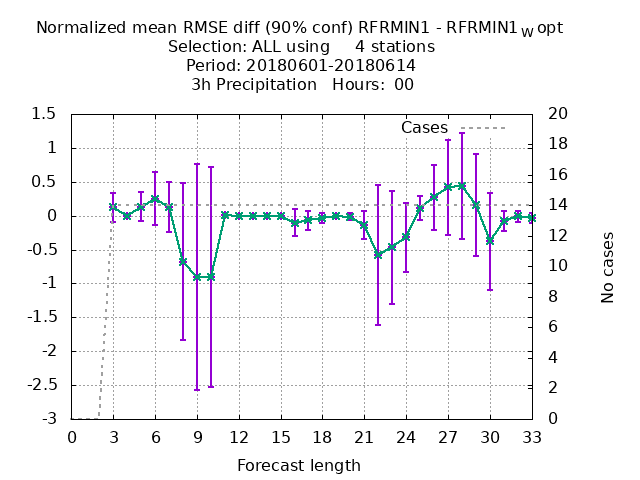 Normalized mean RMSE diff (90% conf) RFRMIN1 - RFRMIN1_W opt
Selection: ALL using     4 stations
Period: 20180601-20180614
3h Precipitation   Hours:  00
Cases
1.5
1
0.5
0
-0.5
-1
-1.5
-2
-2.5
-3
20
18
16
14
12
10
8
6
4
2
0
No cases
0 3 6 9 12 15 18 21 24 27 30 33
Forecast length